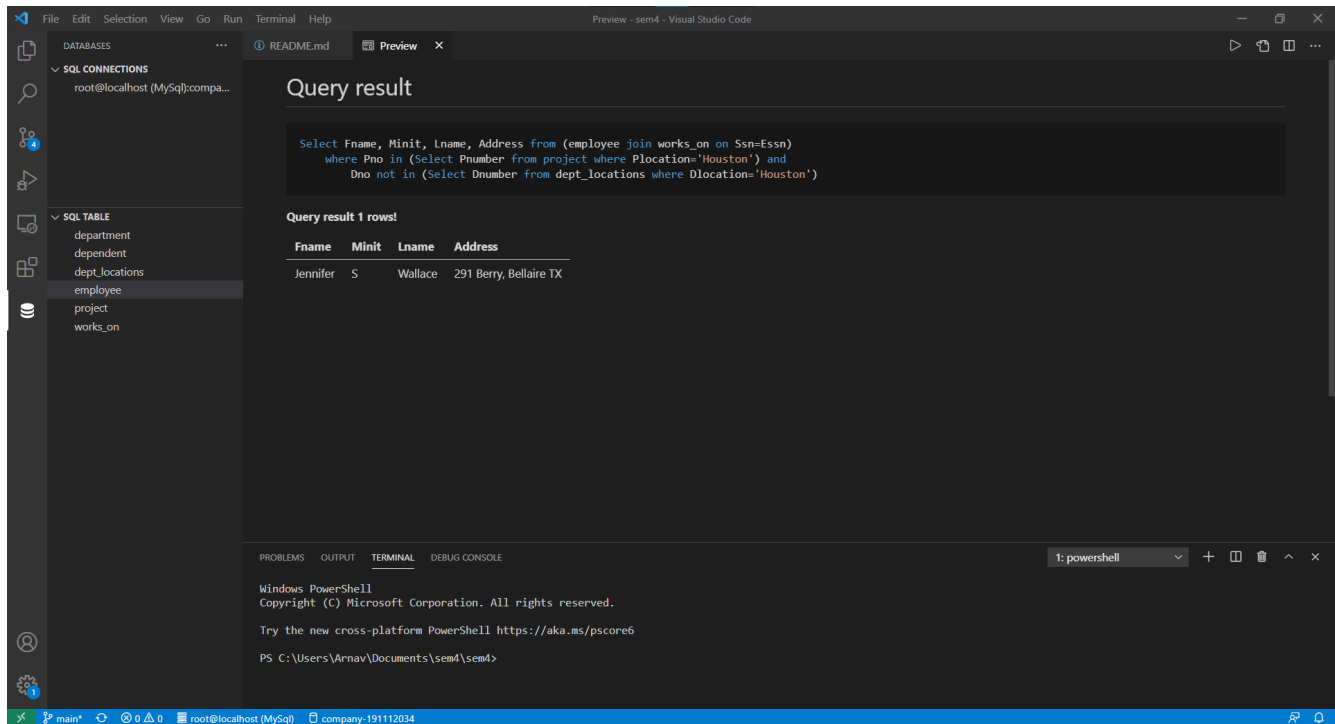 File Edit Selection View Go Run Terminal Help
Preview - sem4 - Visual Studio Code
DATABASES
README.md
Preview
SQL CONNECTIONS
root@localhost (MySql):compa...
4
Query result
Select Fname, Minit, Lname, Address from (employee join works_on on Ssn=Essn)
where Pno in (Select Pnumber from project where Plocation='Houston') and
Dno not in (Select Dnumber from dept_locations where Dlocation='Houston')
SQL TABLE
department
dependent
dept_locations
employee
project
works_on
Query result 1 rows!
Fname Minit Lname Address
Jennifer S Wallace 291 Berry, Bellaire TX
PROBLEMS OUTPUT TERMINAL DEBUG CONSOLE
1: powershell
Windows PowerShell
Copyright (C) Microsoft Corporation. All rights reserved.
Try the new cross-platform PowerShell https://aka.ms/pscore6
PS C:\Users\Arnav\Documents\sem4\sem4>
1
main* 0 0 root@localhost (MySql) company-191112034